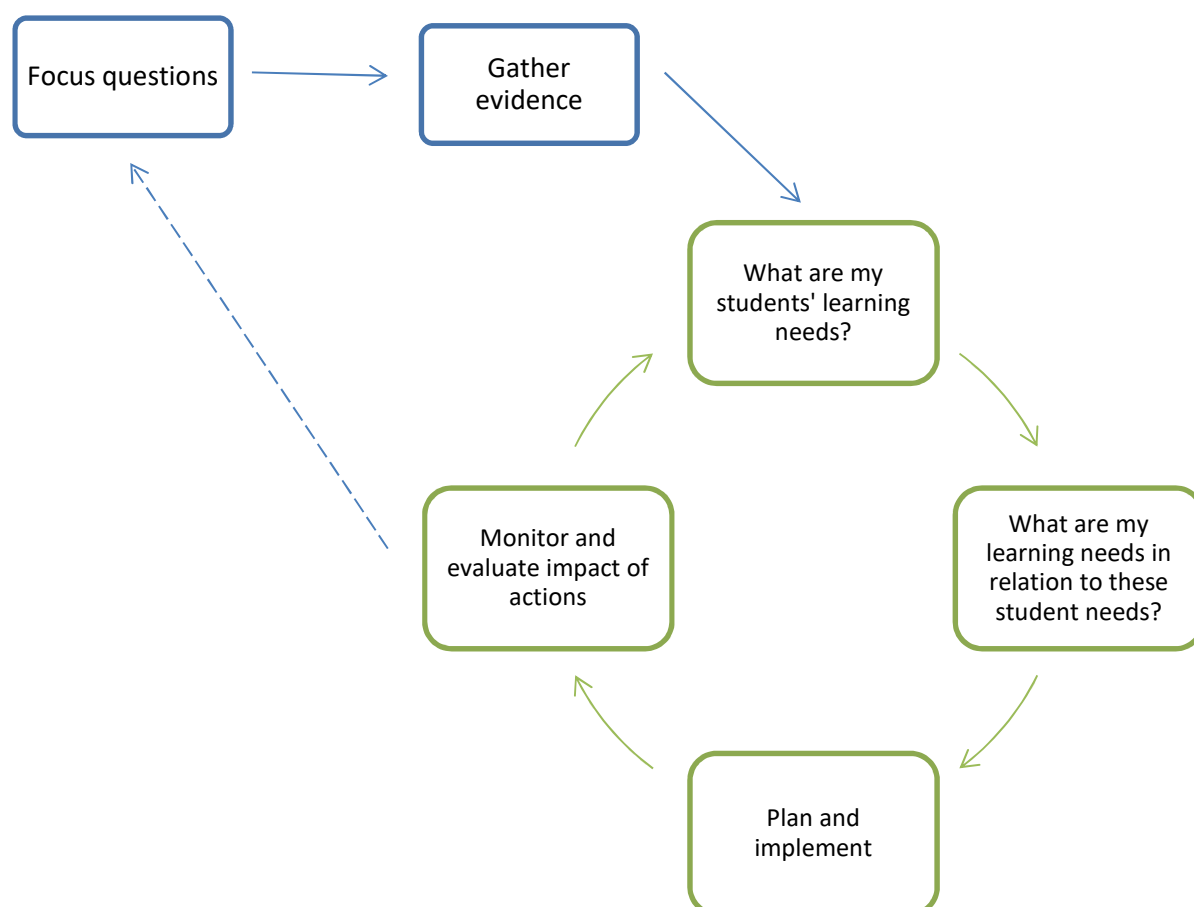 Focus questions
Gather
evidence
What are my
students' learning
needs?
What are my
learning needs in
relation to these
student needs?
Plan and
implement
Monitor and
evaluate impact of
actions